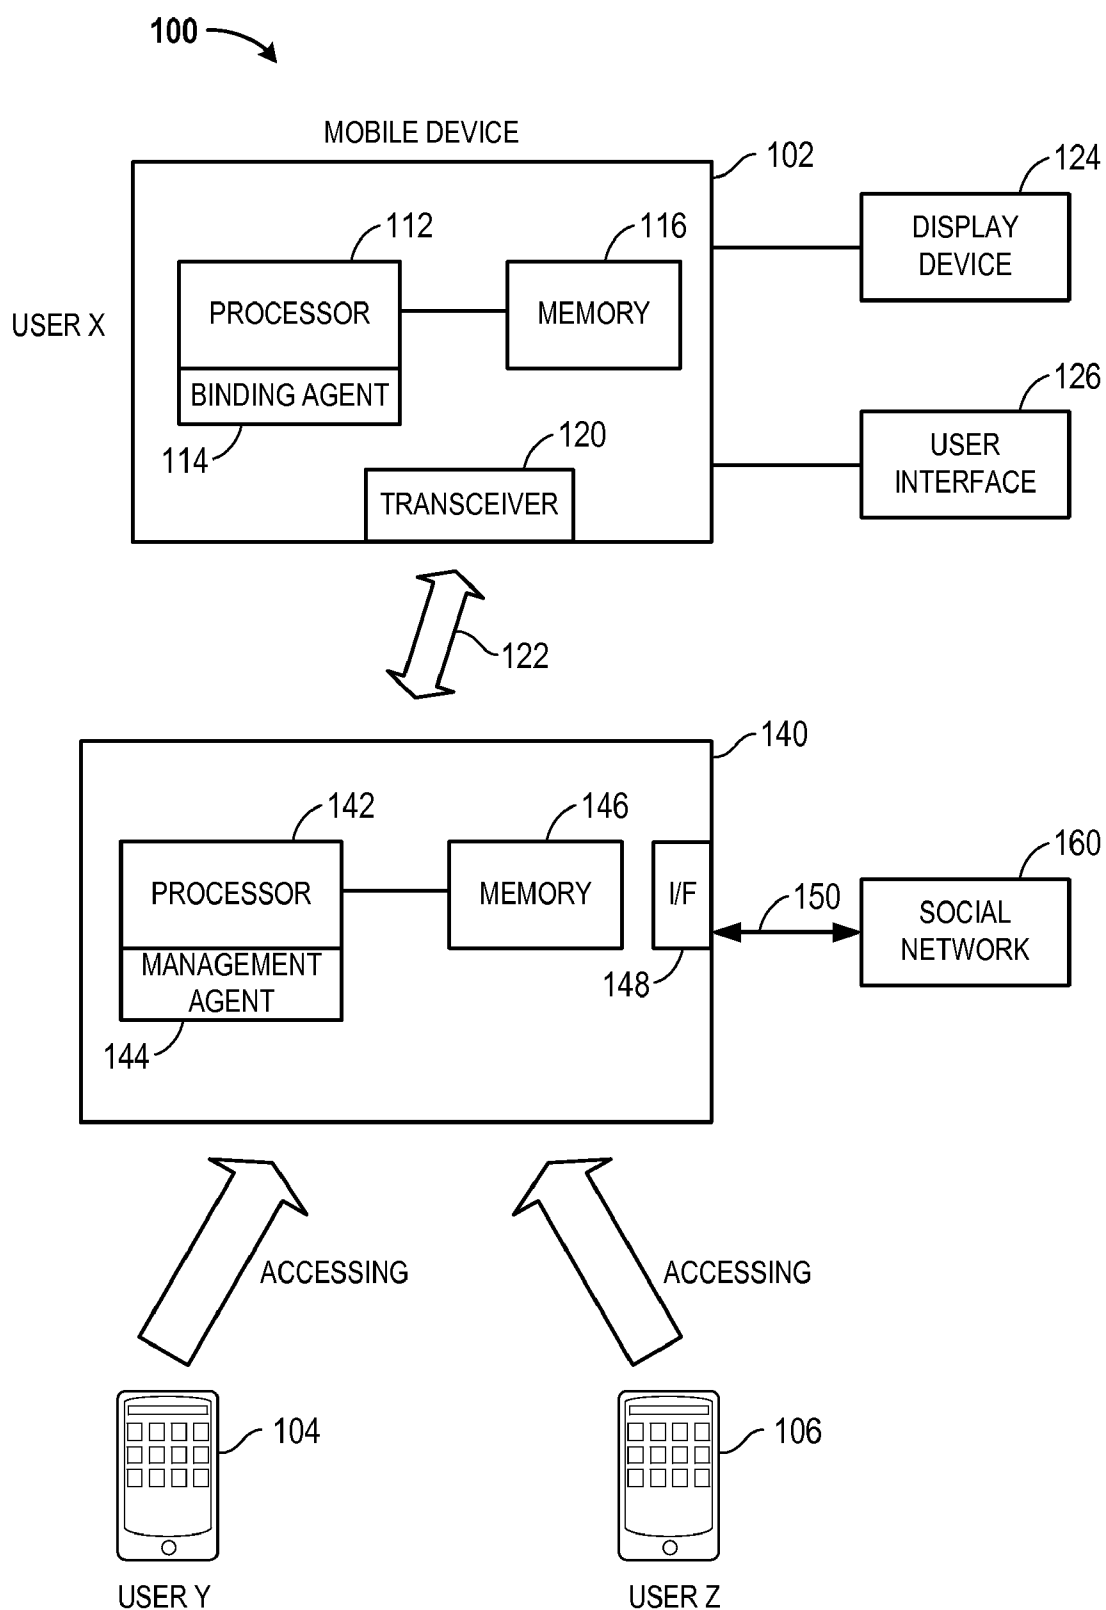 100
MOBILE DEVICE
102
124
112
116
DISPLAY
DEVICE
PROCESSOR
MEMORY
USER X
BINDING AGENT
126
114
120
USER
INTERFACE
TRANSCEIVER
122
140
142
146
160
PROCESSOR
MEMORY
I/F
150
SOCIAL
NETWORK
MANAGEMENT
AGENT
148
144
ACCESSING
ACCESSING
104
106
USER Y
USER Z